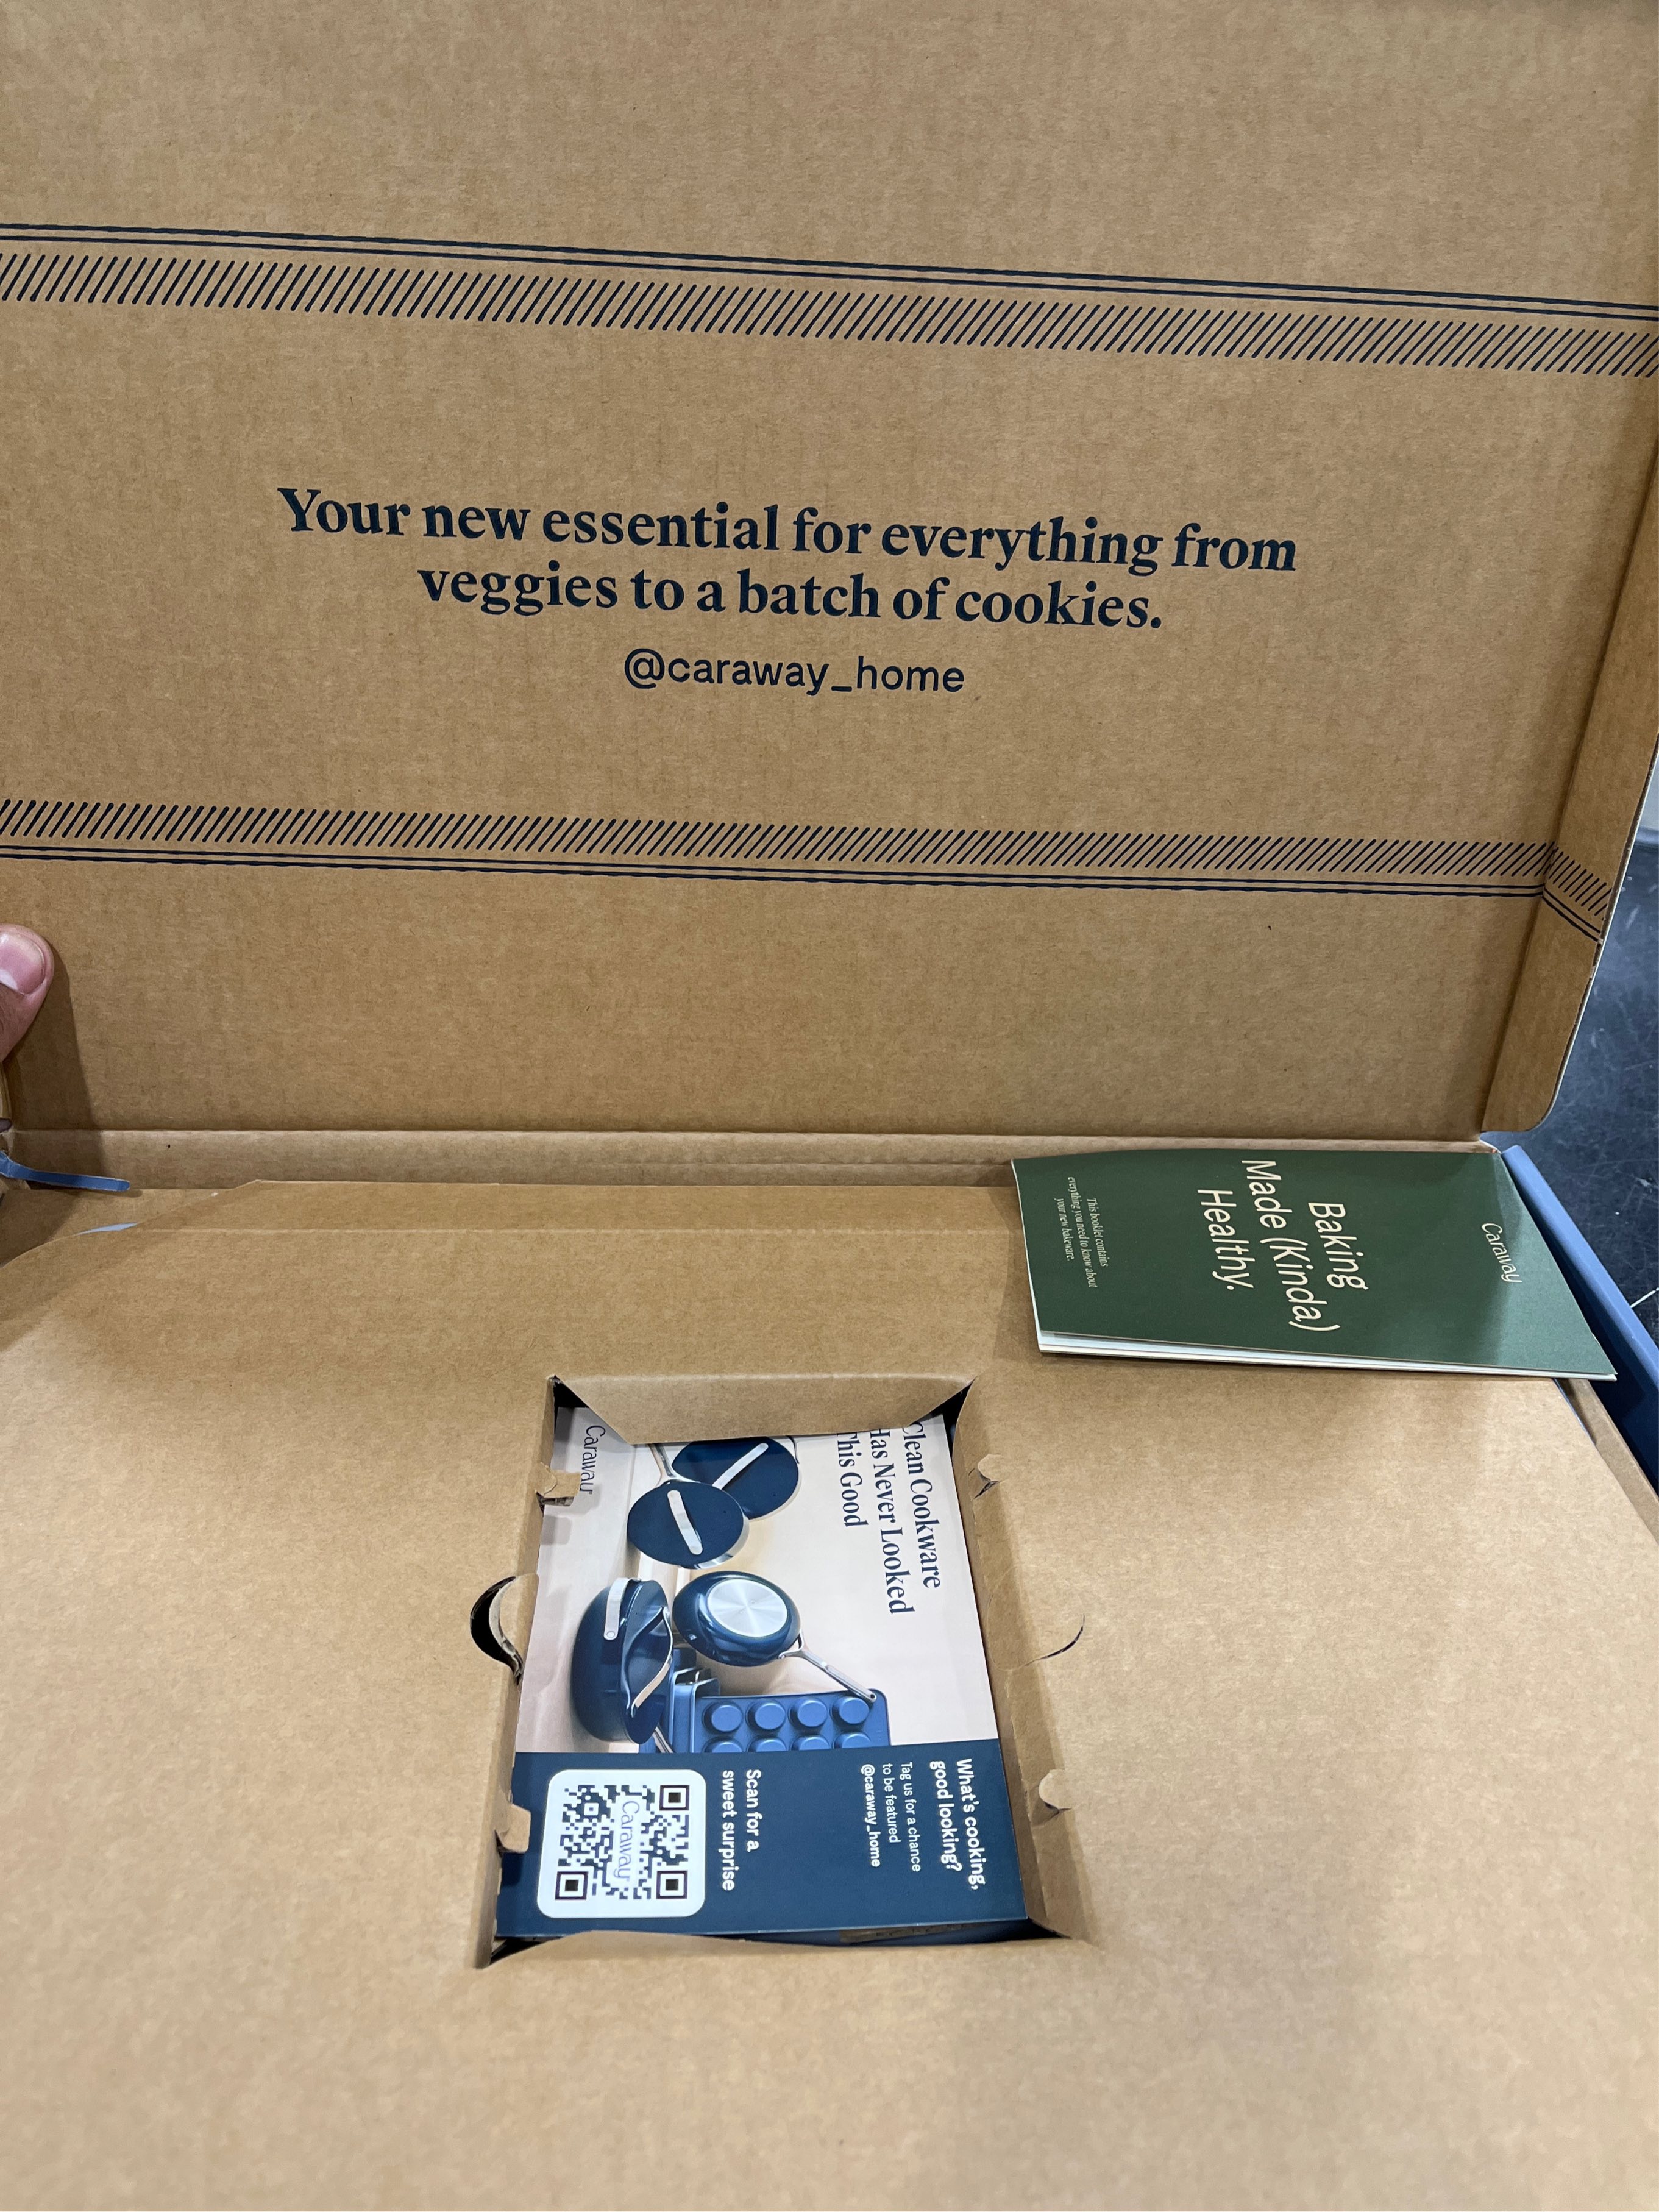 Your new essential for everything from
veggies to a batch of cookies.
@caraway_home
Caraway
Baking
Made (Kinda)
Healthy.
This booklet contains
everything you need to know about
your new bakeware.
Clean Cookware
Has Never Looked
This Good
Caraway
What's cooking,
good looking?
Tag us for a chance
to be featured
@caraway_home
Scan for a
sweet surprise
Caraway